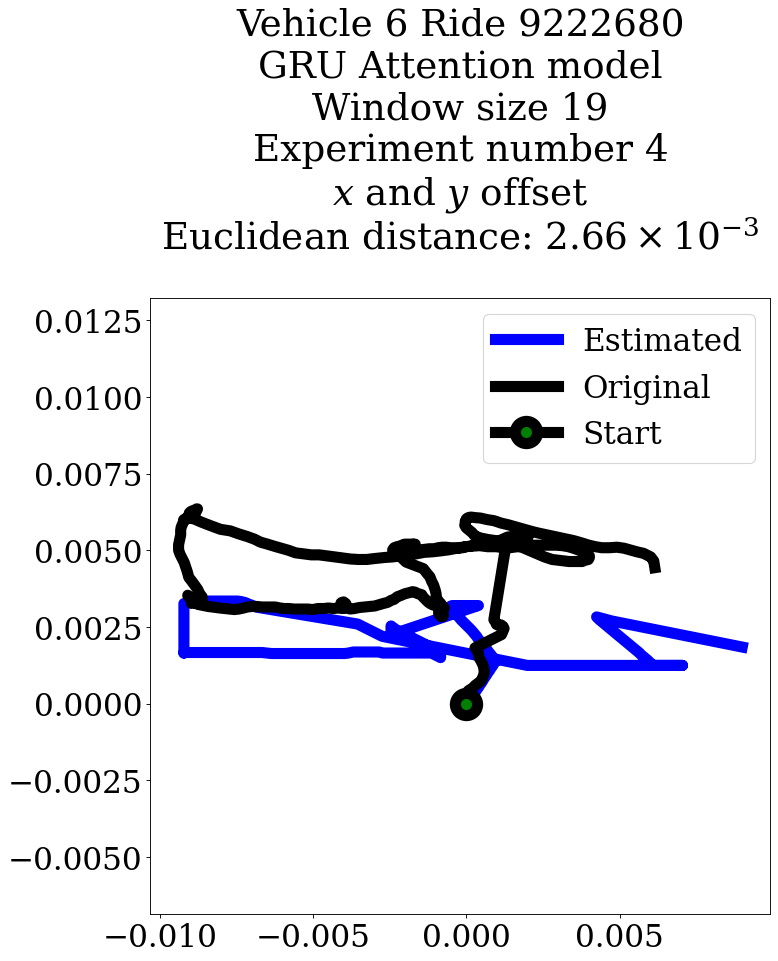 Vehicle 6 Ride 9222680
GRU Attention model
Window size 19
Experiment number 4
x and y offset
Euclidean distance: 2.66 × 10⁻³
Estimated
Original
Start
0.0125
0.0100
0.0075
0.0050
0.0025
0.0000
−0.0025
−0.0050
−0.010 −0.005 0.000 0.005